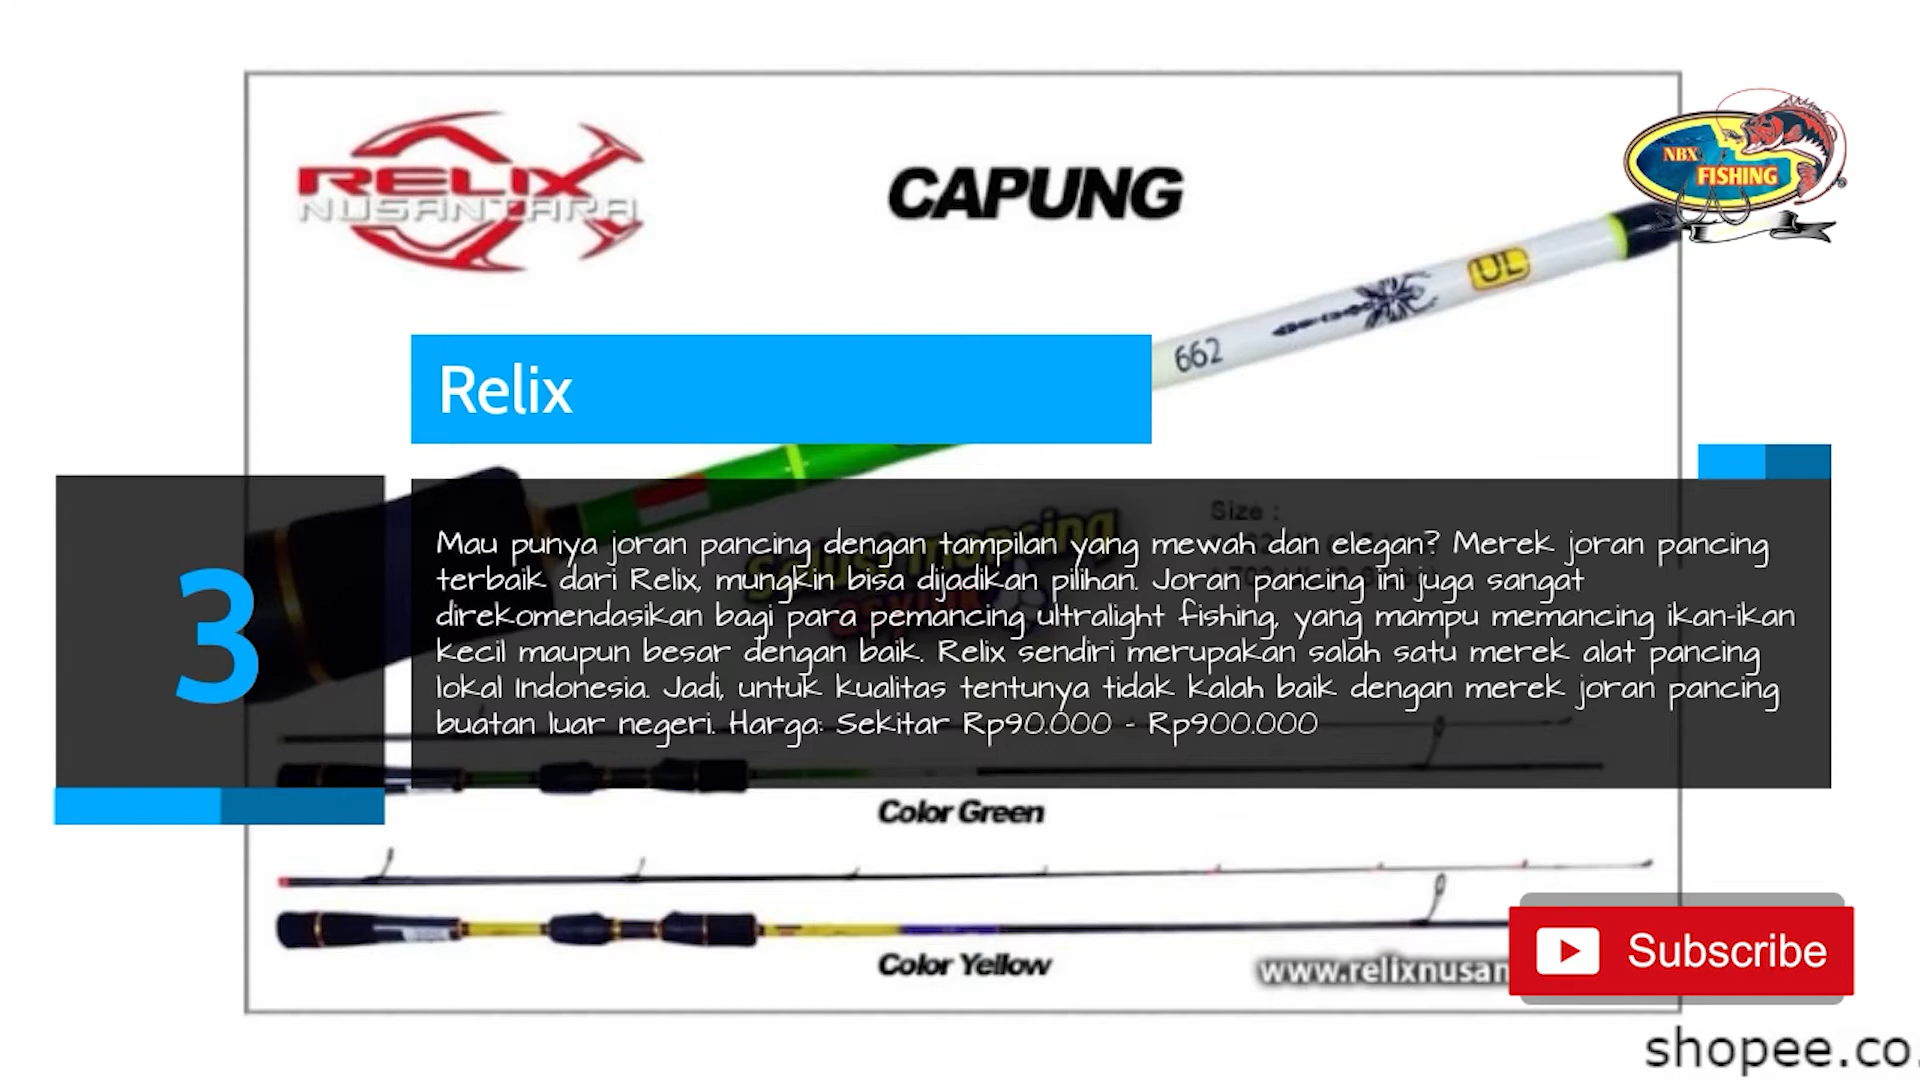 RELIX
NUSANTARA
CAPUNG
NBX
FISHING
UL
662
Relix
Size :
3
Mau punya joran pancing dengan tampilan yang mewah dan elegan? Merek joran pancing
terbaik dari Relix, mungkin bisa dijadikan pilihan. Joran pancing ini juga sangat
direkomendasikan bagi para pemancing ultralight fishing, yang mampu memancing ikan-ikan
kecil maupun besar dengan baik. Relix sendiri merupakan salah satu merek alat pancing
lokal Indonesia. Jadi, untuk kualitas tentunya tidak kalah baik dengan merek joran pancing
buatan luar negeri. Harga: Sekitar Rp90.000 - Rp900.000
Color Green
Color Yellow
www.relixnusan
Subscribe
shopee.co.